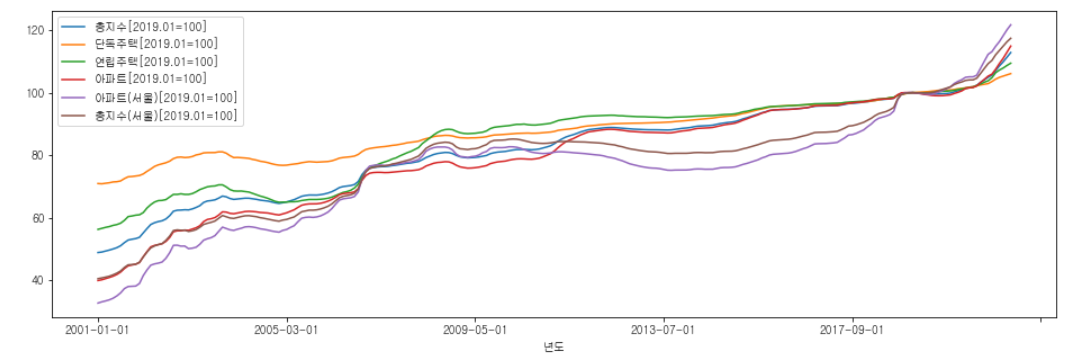 총지수[2019.01=100]
단독주택[2019.01=100]
연립주택[2019.01=100]
아파트[2019.01=100]
아파트(서울)[2019.01=100]
총지수(서울)[2019.01=100]
120
100
80
60
40
2001-01-01 2005-03-01 2009-05-01 2013-07-01 2017-09-01
년도